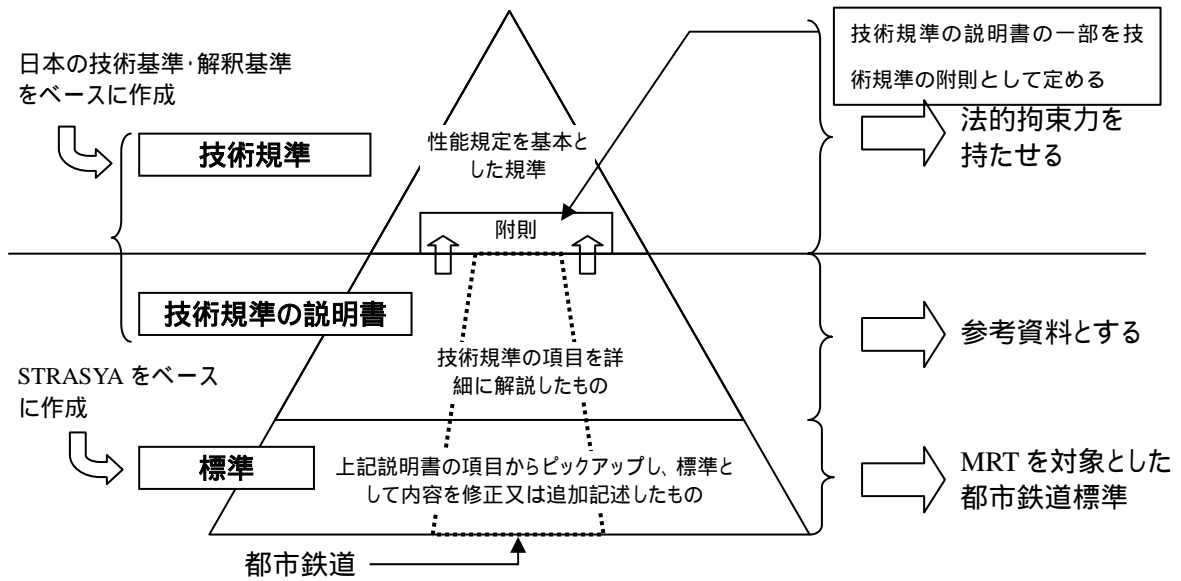 日本の技術基準・解釈基準
をベースに作成
技術規準
性能規定を基本と
した規準
附則
技術規準の説明書の一部を技
術規準の附則として定める
法的拘束力を
持たせる
技術規準の説明書
技術規準の項目を詳
細に解説したもの
参考資料とする
STRASYA をベース
に作成
標準
上記説明書の項目からピックアップし、標準と
して内容を修正又は追加記述したもの
MRT を対象とした
都市鉄道標準
都市鉄道